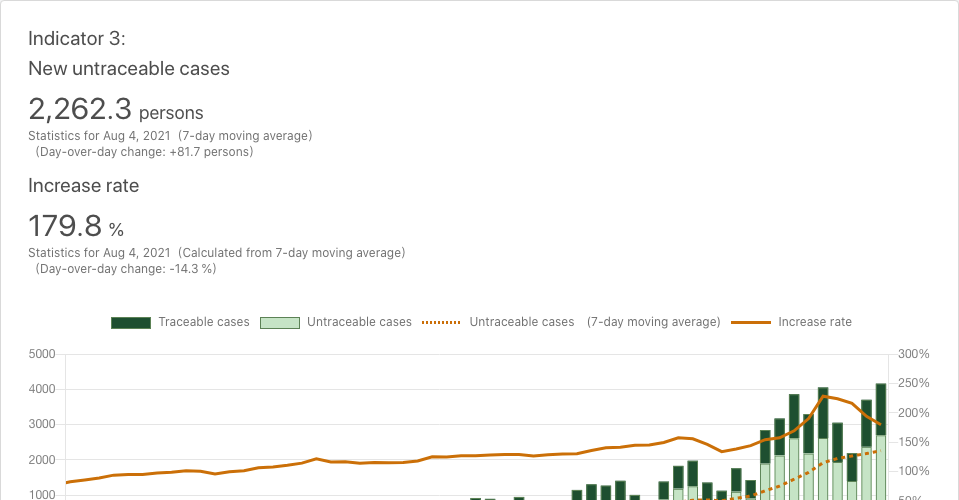 Indicator 3:
New untraceable cases
2,262.3 persons
Statistics for Aug 4, 2021 (7-day moving average)
(Day-over-day change: +81.7 persons)
Increase rate
179.8 %
Statistics for Aug 4, 2021 (Calculated from 7-day moving average)
(Day-over-day change: -14.3 %)
Traceable cases Untraceable cases Untraceable cases (7-day moving average) Increase rate
5000 300%
4000 250%
3000 200%
2000 150%
1000 100%
50%